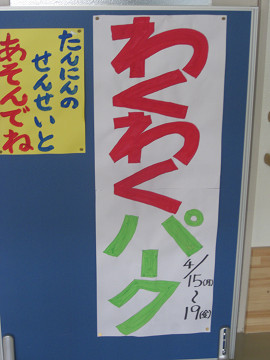 たんにんの
せんせいと
あそんでね
わくわくパーク
4/15(月)
〜
19(金)